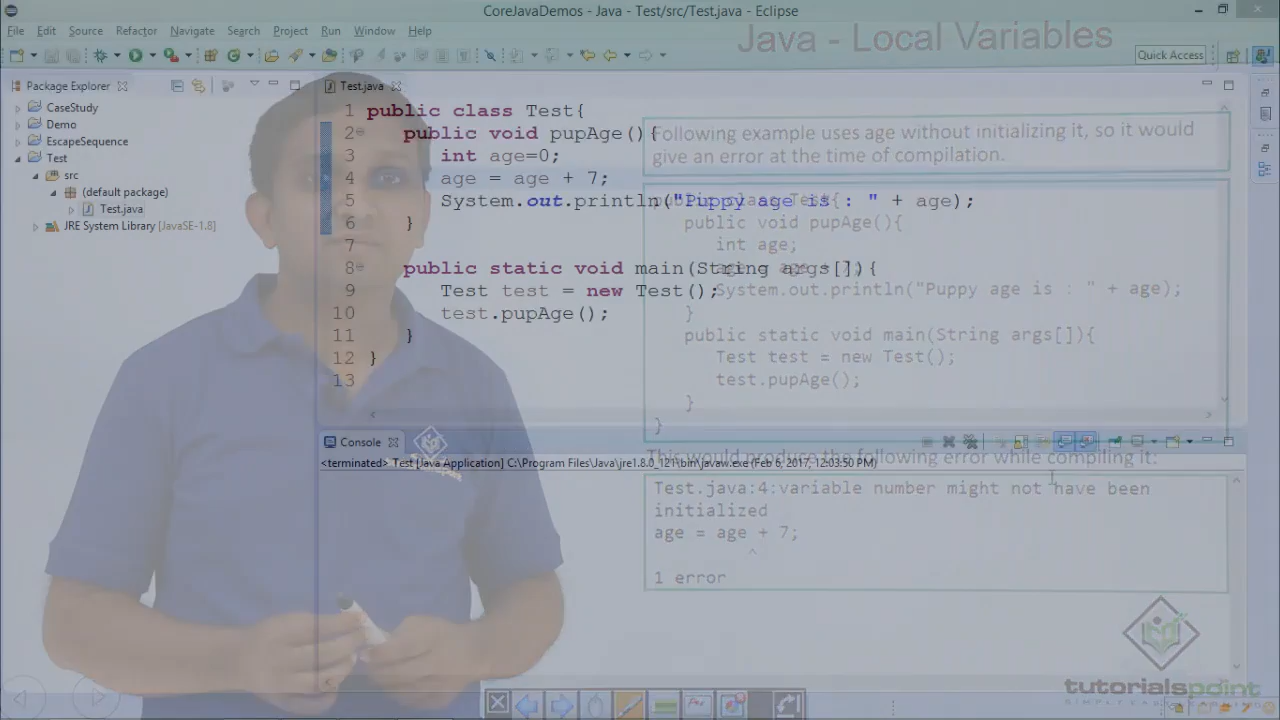 CoreJavaDemos - Java - Test/src/Test.java - Eclipse
File Edit Source Refactor Navigate Search Project Run Window Help
Java - Local Variables
Quick Access
Package Explorer
CaseStudy
Demo
EscapeSequence
Test
src
(default package)
Test.java
JRE System Library [JavaSE-1.8]
Test.java
1 public class Test{
2 public void pupAge(){
3 int age=0;
4 age = age + 7;
5 System.out.println("Puppy age is : " + age);
6 }
7
8 public static void main(String args[]){
9 Test test = new Test();
10 test.pupAge();
11 }
12 }
13
Following example uses age without initializing it, so it would
give an error at the time of compilation.
public void pupAge(){
int age;
System.out.println("Puppy age is : " + age);
}
public static void main(String args[]){
Test test = new Test();
test.pupAge();
}
}
Console
<terminated> Test [Java Application] C:\Program Files\Java\jre1.8.0_121\bin\javaw.exe (Feb 6, 2017, 12:03:50 PM)
This would produce the following error while compiling it:
Test.java:4:variable number might not have been
initialized
age = age + 7;
^
1 error
tutorialspoint
SIMPLYEASYLEARNING